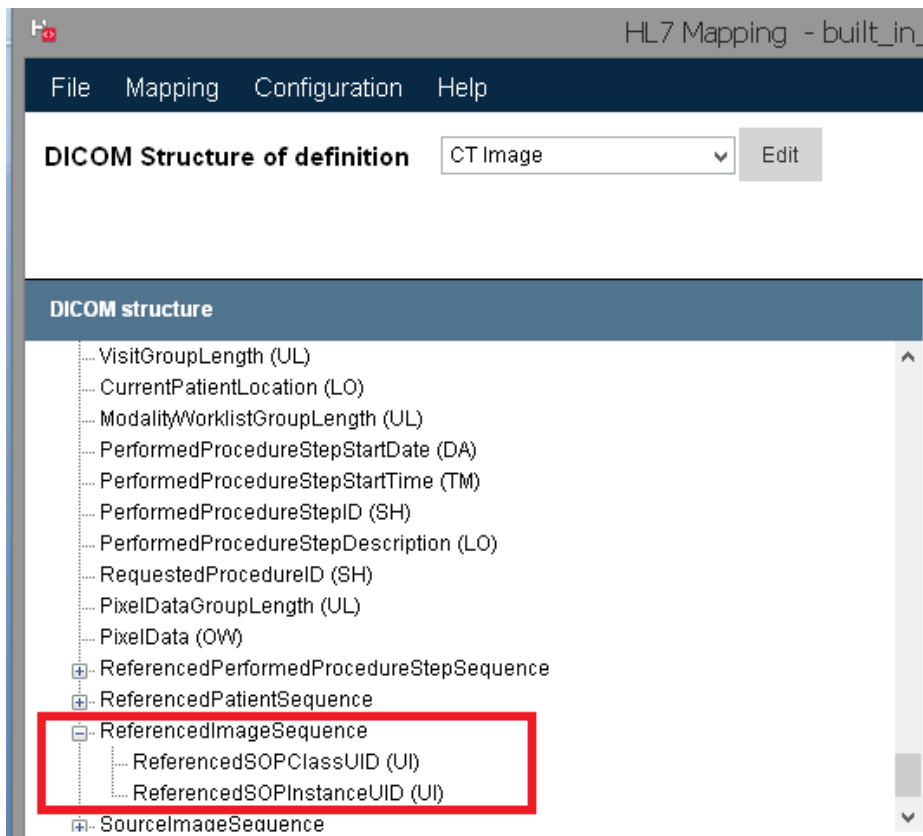 HL7 Mapping - built_in_
File Mapping Configuration Help
DICOM Structure of definition CT Image Edit
DICOM structure
VisitGroupLength (UL)
CurrentPatientLocation (LO)
ModalityWorklistGroupLength (UL)
PerformedProcedureStepStartDate (DA)
PerformedProcedureStepStartTime (TM)
PerformedProcedureStepID (SH)
PerformedProcedureStepDescription (LO)
RequestedProcedureID (SH)
PixelDataGroupLength (UL)
PixelData (OW)
ReferencedPerformedProcedureStepSequence
ReferencedPatientSequence
ReferencedImageSequence
ReferencedSOPClassUID (UI)
ReferencedSOPInstanceUID (UI)
SourceImageSequence